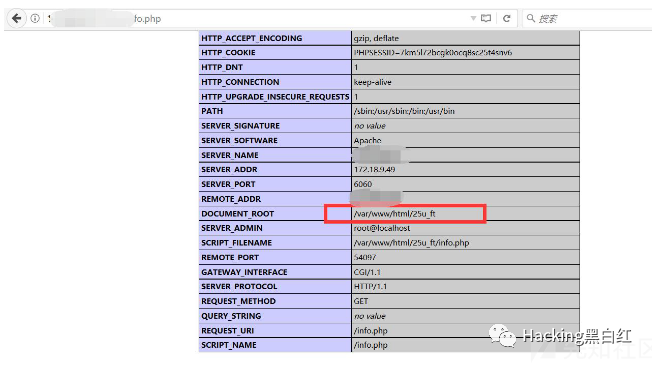 fo.php
搜索
HTTP_ACCEPT_ENCODING gzip, deflate
HTTP_COOKIE PHPSESSID=7km5l72bcgk0ocq8sc25t4snv6
HTTP_DNT 1
HTTP_CONNECTION keep-alive
HTTP_UPGRADE_INSECURE_REQUESTS 1
PATH /sbin:/usr/sbin:/bin:/usr/bin
SERVER_SIGNATURE no value
SERVER_SOFTWARE Apache
SERVER_NAME
SERVER_ADDR 172.18.9.49
SERVER_PORT 6060
REMOTE_ADDR
DOCUMENT_ROOT /var/www/html/25u_ft
SERVER_ADMIN root@localhost
SCRIPT_FILENAME /var/www/html/25u_ft/info.php
REMOTE_PORT 54097
GATEWAY_INTERFACE CGI/1.1
SERVER_PROTOCOL HTTP/1.1
REQUEST_METHOD GET
QUERY_STRING no value
REQUEST_URI /info.php
SCRIPT_NAME /info.php
Hacking黑白红